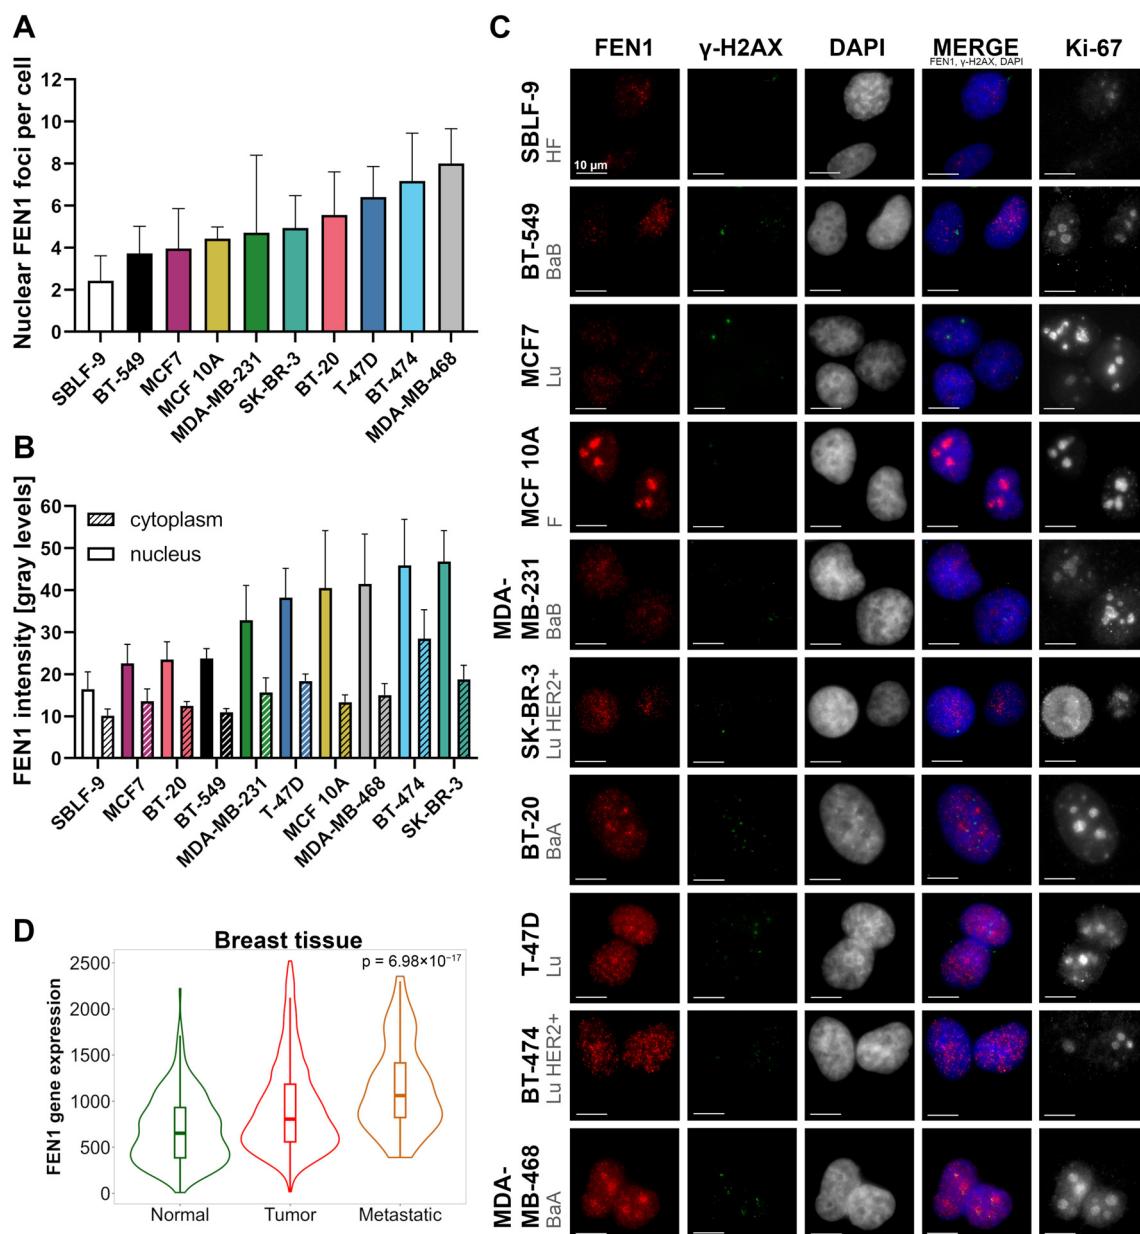 A
Nuclear FEN1 foci per cell
12
10
8
6
4
2
0
SBLF-9
BT-549
MCF7
MCF 10A
MDA-MB-231
SK-BR-3
BT-20
T-47D
BT-474
MDA-MB-468
B
FEN1 intensity [gray levels]
60
50
40
30
20
10
0
cytoplasm
nucleus
SBLF-9
MCF7
BT-20
BT-549
MDA-MB-231
T-47D
MCF 10A
MDA-MB-468
BT-474
SK-BR-3
C
FEN1
γ-H2AX
DAPI
MERGE
FEN1, γ-H2AX, DAPI
Ki-67
SBLF-9
HF
10 µm
BT-549
BaB
MCF7
Lu
MCF 10A
F
MDA-
MB-231
BaB
SK-BR-3
Lu HER2+
BT-20
BaA
T-47D
Lu
BT-474
Lu HER2+
MDA-
MB-468
BaA
D
Breast tissue
p = 6.98×10⁻¹⁷
FEN1 gene expression
2500
2000
1500
1000
500
0
Normal
Tumor
Metastatic